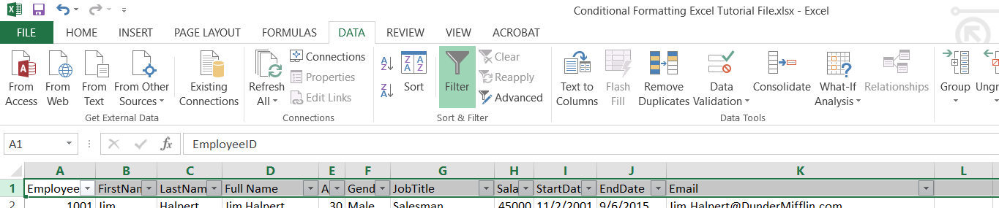 Conditional Formatting Excel Tutorial File.xlsx - Excel
FILE HOME INSERT PAGE LAYOUT FORMULAS DATA REVIEW VIEW ACROBAT
From Access
From Web
From Text
From Other Sources
Get External Data
Existing Connections
Refresh All
Connections
Properties
Edit Links
Connections
Sort
Filter
Clear
Reapply
Advanced
Sort & Filter
Text to Columns
Flash Fill
Remove Duplicates
Data Validation
Consolidate
What-If Analysis
Relationships
Data Tools
Group
Ungr
A1 fx EmployeeID
A B C D E F G H I J K L
1 Employee FirstNam LastNam Full Name A Gend JobTitle Sala StartDat EndDate Email
2 1001 Jim Halpert Jim Halpert 30 Male Salesman 45000 11/2/2001 9/6/2015 Jim.Halpert@DunderMifflin.com